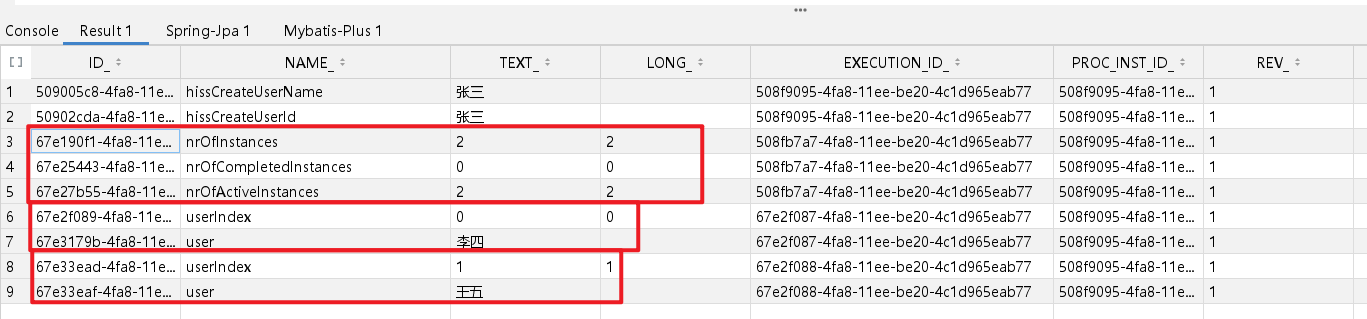 Console Result 1 Spring-Jpa 1 Mybatis-Plus 1
ID_ NAME_ TEXT_ LONG_ EXECUTION_ID_ PROC_INST_ID_ REV_
1 509005c8-4fa8-11e... hissCreateUserName 张三 508f9095-4fa8-11ee-be20-4c1d965eab77 508f9095-4fa8-11e... 1
2 50902cda-4fa8-11e... hissCreateUserId 张三 508f9095-4fa8-11ee-be20-4c1d965eab77 508f9095-4fa8-11e... 1
3 67e190f1-4fa8-11e... nrOfInstances 2 2 508fb7a7-4fa8-11ee-be20-4c1d965eab77 508f9095-4fa8-11e... 1
4 67e25443-4fa8-11e... nrOfCompletedInstances 0 0 508fb7a7-4fa8-11ee-be20-4c1d965eab77 508f9095-4fa8-11e... 1
5 67e27b55-4fa8-11e... nrOfActiveInstances 2 2 508fb7a7-4fa8-11ee-be20-4c1d965eab77 508f9095-4fa8-11e... 1
6 67e2f089-4fa8-11e... userIndex 0 0 67e2f087-4fa8-11ee-be20-4c1d965eab77 508f9095-4fa8-11e... 1
7 67e3179b-4fa8-11e... user 李四 67e2f087-4fa8-11ee-be20-4c1d965eab77 508f9095-4fa8-11e... 1
8 67e33ead-4fa8-11e... userIndex 1 1 67e2f088-4fa8-11ee-be20-4c1d965eab77 508f9095-4fa8-11e... 1
9 67e33eaf-4fa8-11e... user 王五 67e2f088-4fa8-11ee-be20-4c1d965eab77 508f9095-4fa8-11e... 1